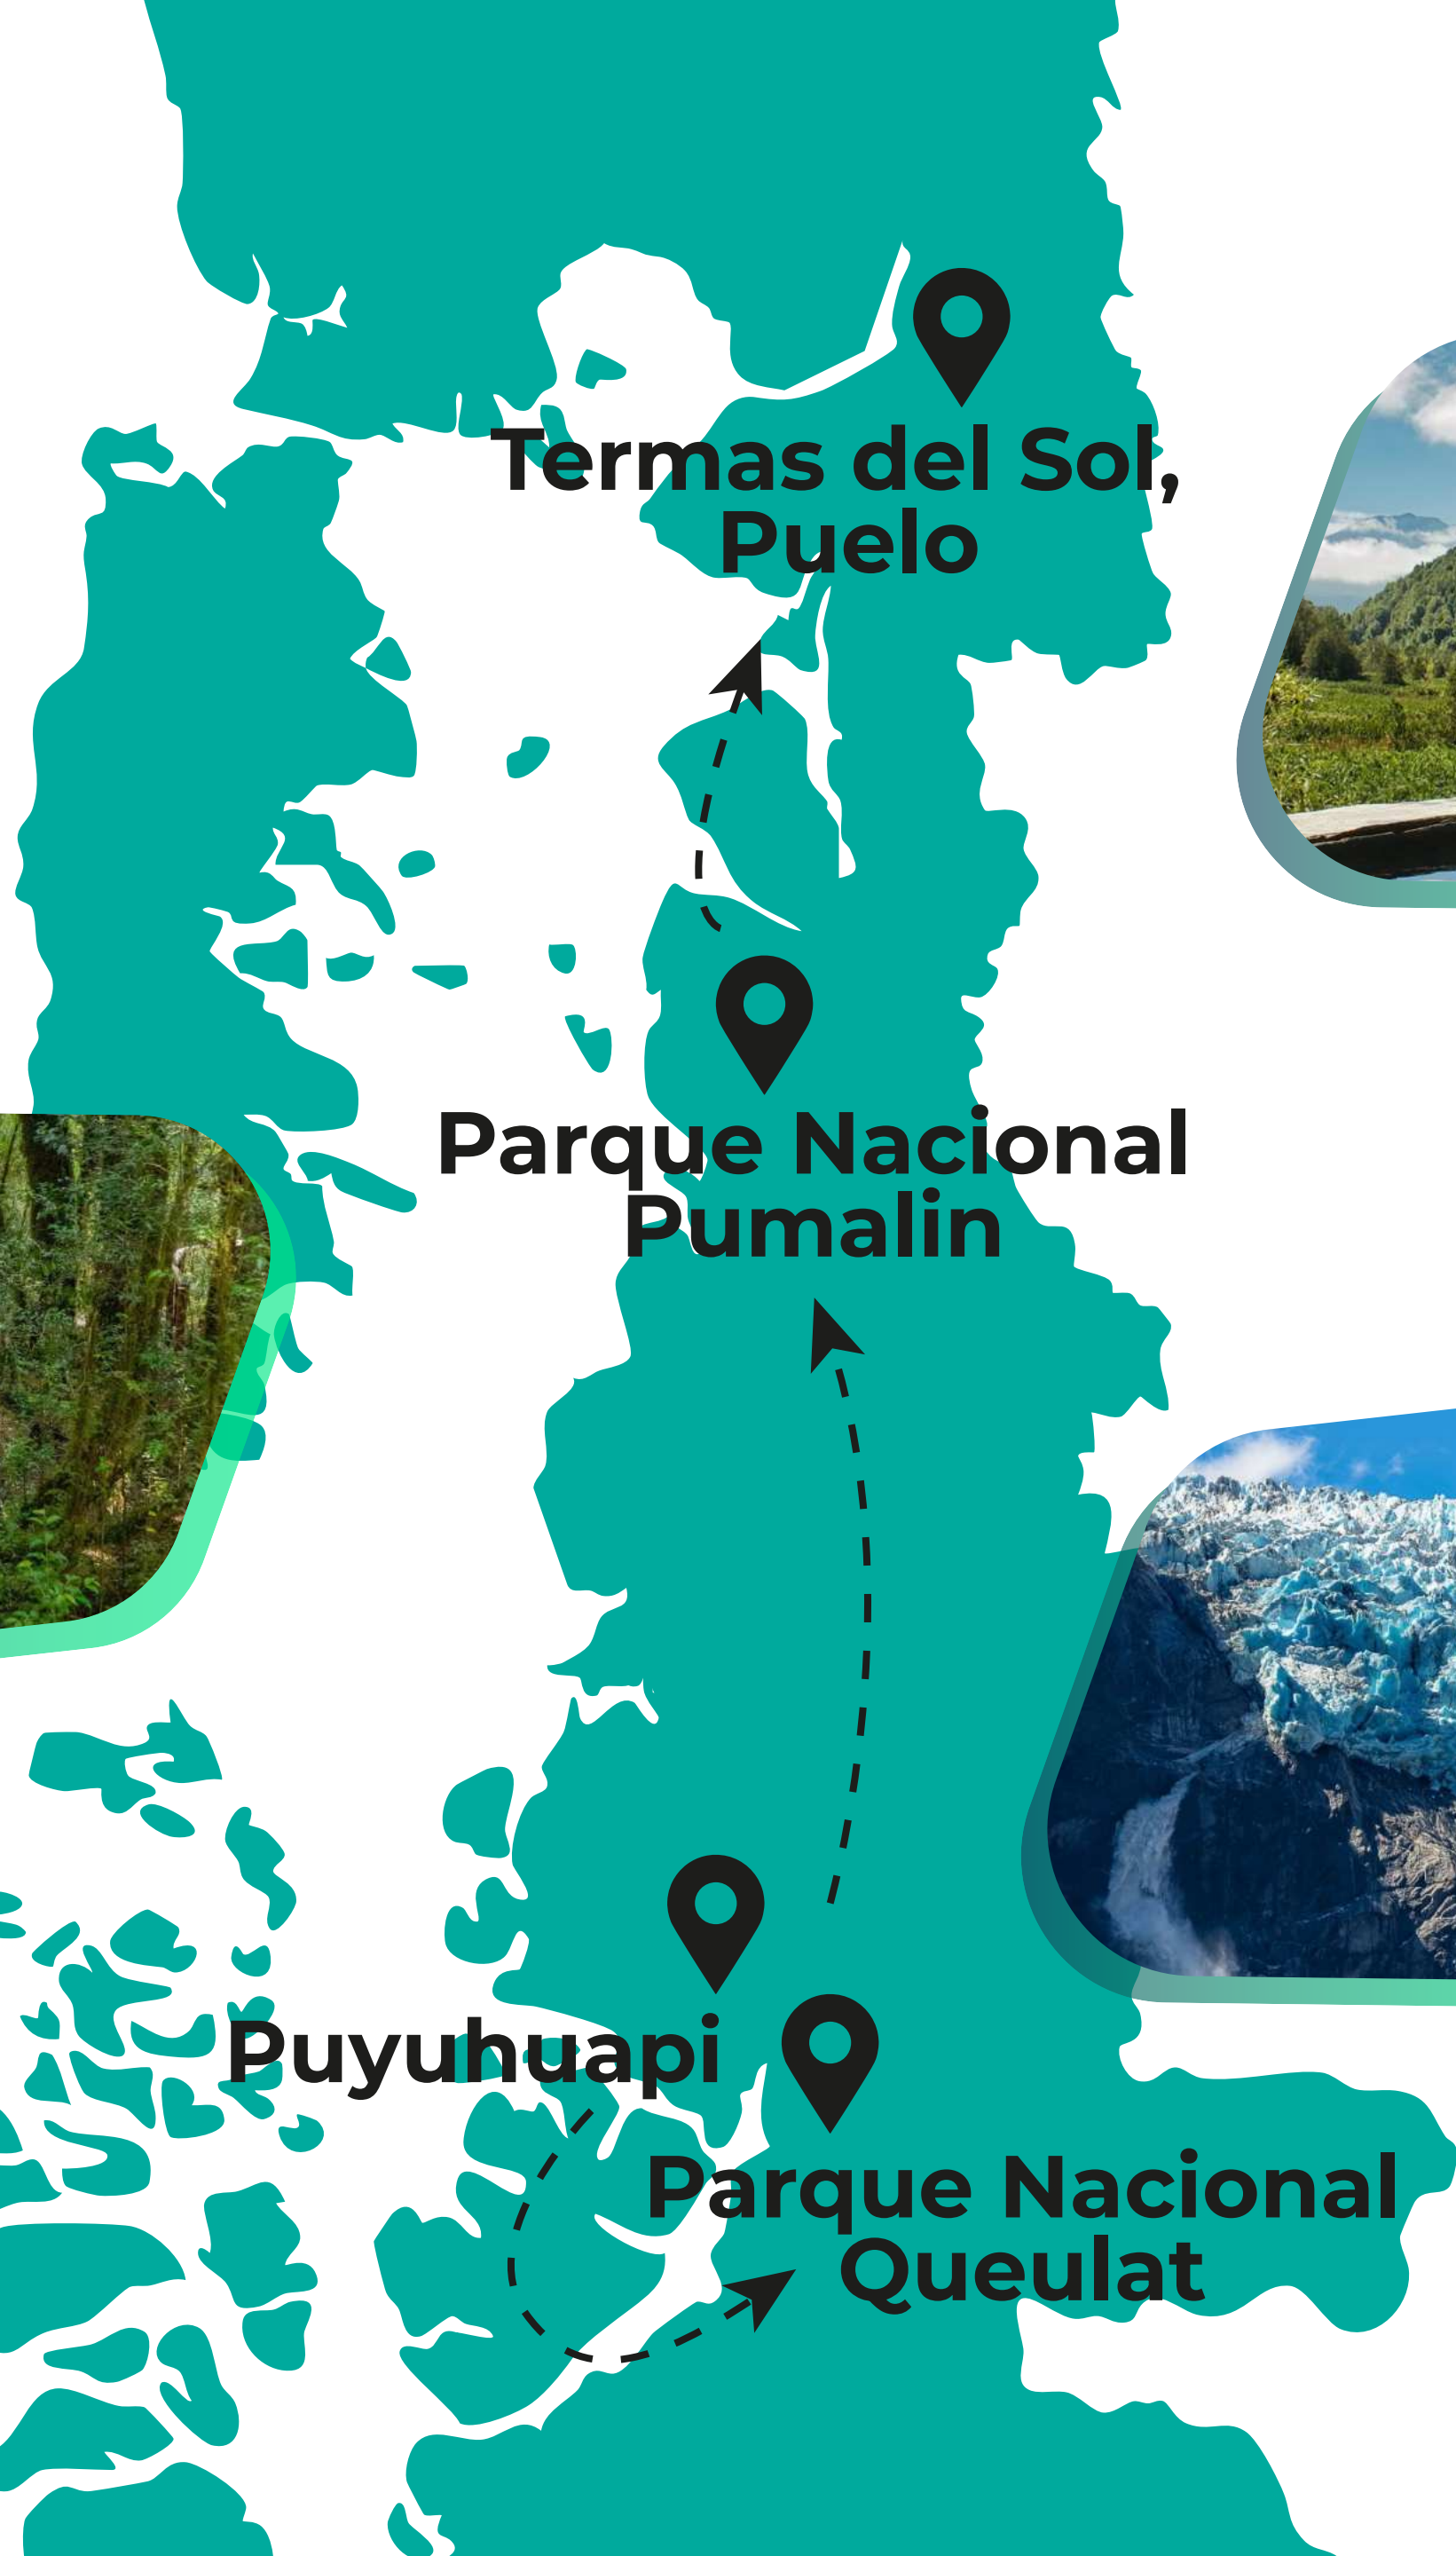 Termas del Sol,
Puelo
Parque Nacional
Pumalin
Puyuhuapi
Parque Nacional
Queulat